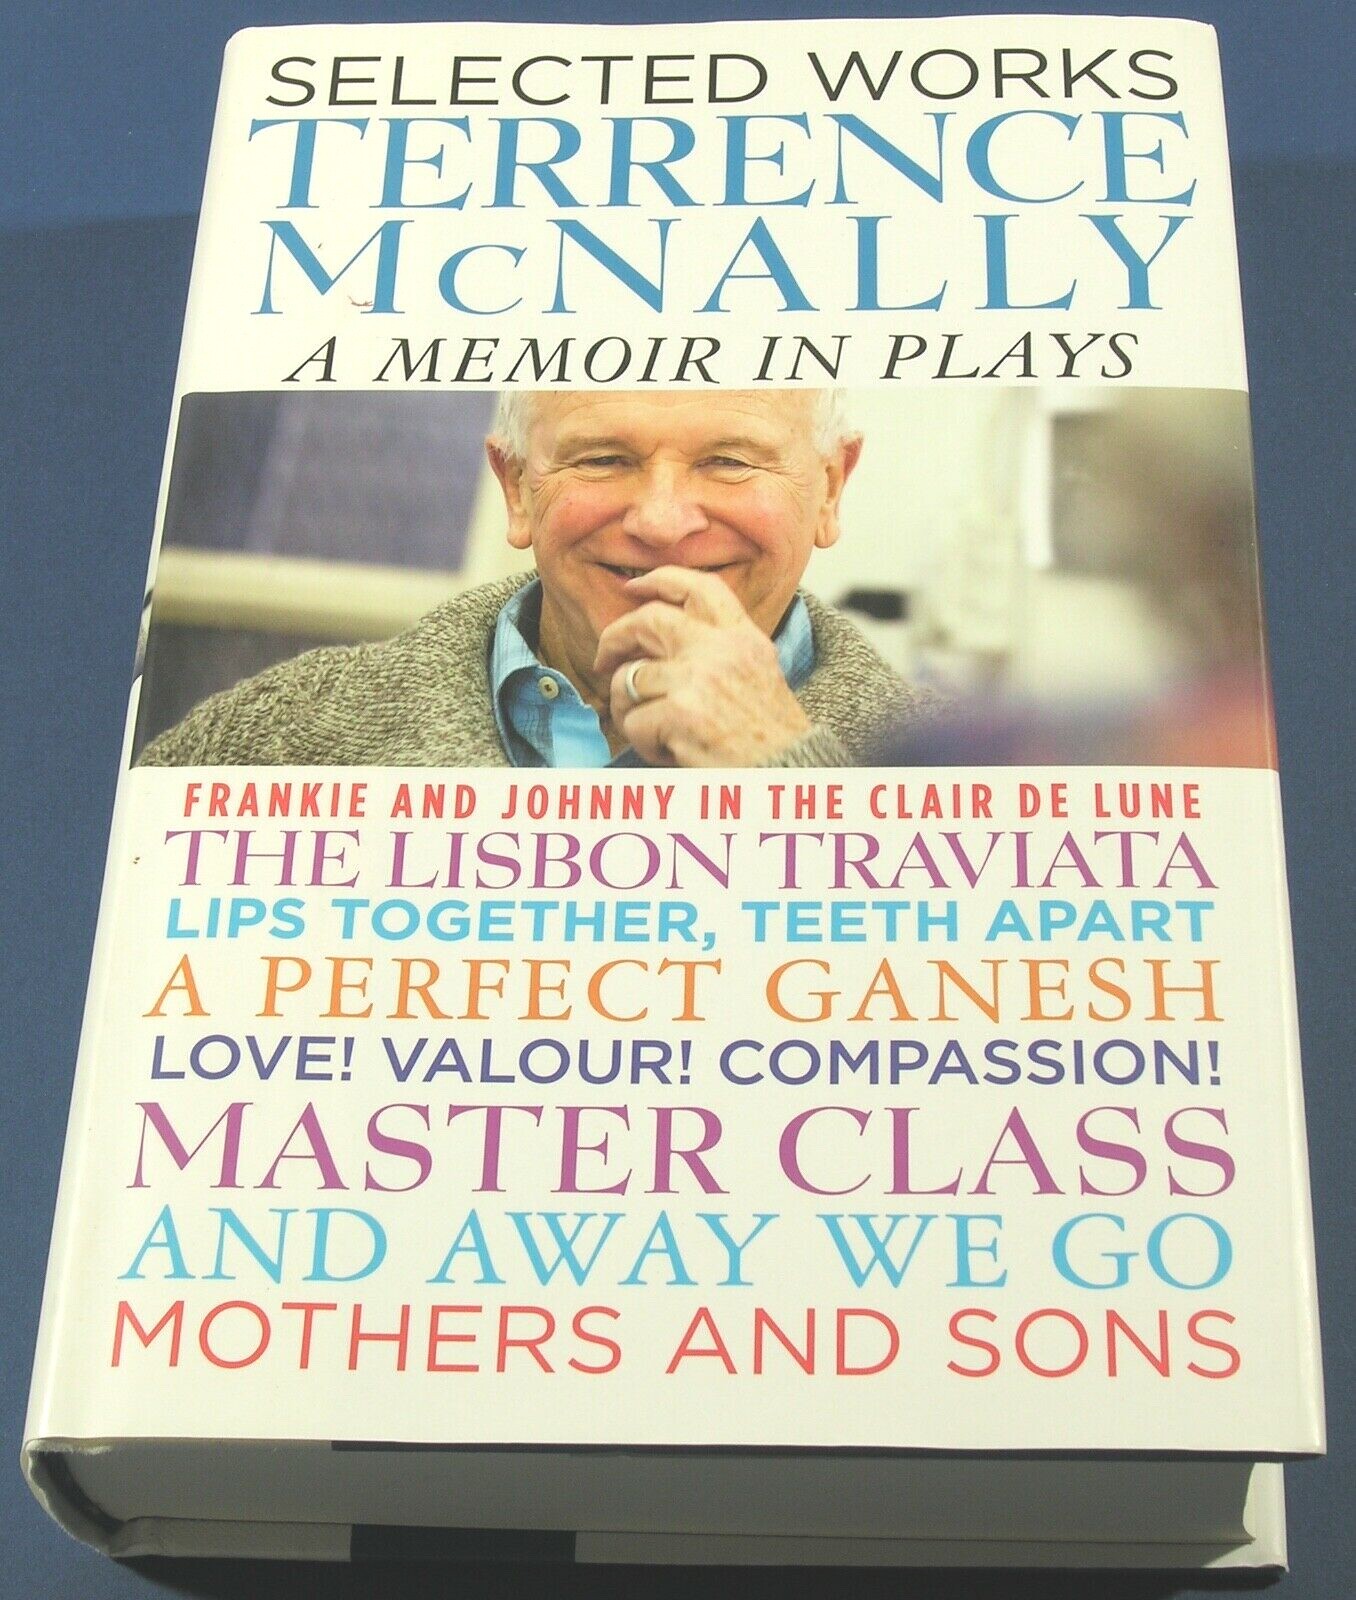 SELECTED WORKS
TERRENCE
McNALLY
A MEMOIR IN PLAYS
FRANKIE AND JOHNNY IN THE CLAIR DE LUNE
THE LISBON TRAVIATA
LIPS TOGETHER, TEETH APART
A PERFECT GANESH
LOVE! VALOUR! COMPASSION!
MASTER CLASS
AND AWAY WE GO
MOTHERS AND SONS